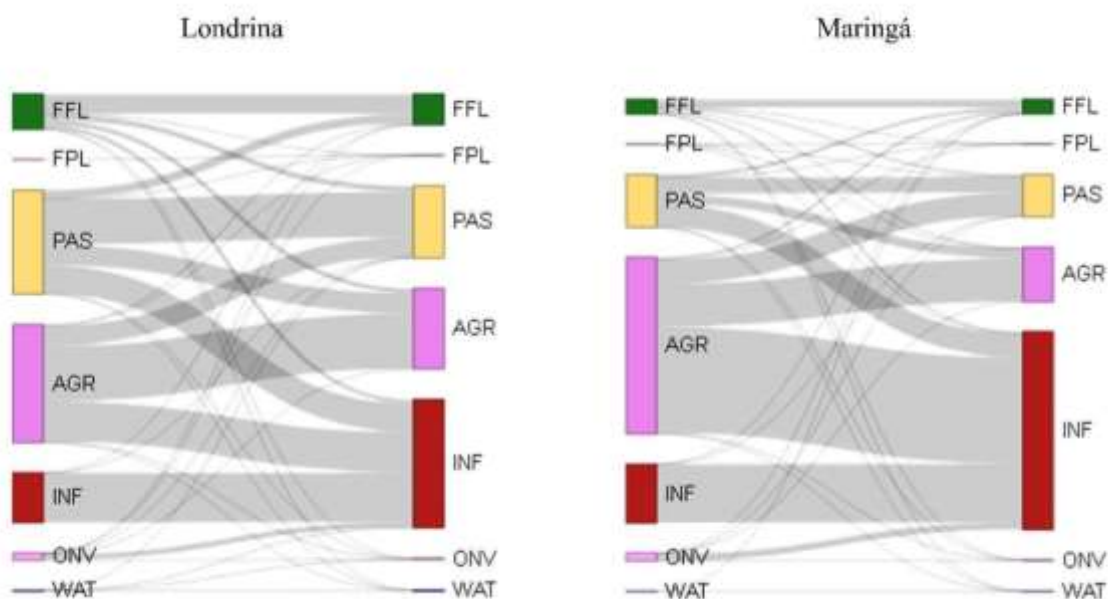 Londrina
FFL
FPL
PAS
AGR
INF
ONV
WAT
FFL
FPL
PAS
AGR
INF
ONV
WAT
Maringá
FFL
FPL
PAS
AGR
INF
ONV
WAT
FFL
FPL
PAS
AGR
INF
ONV
WAT